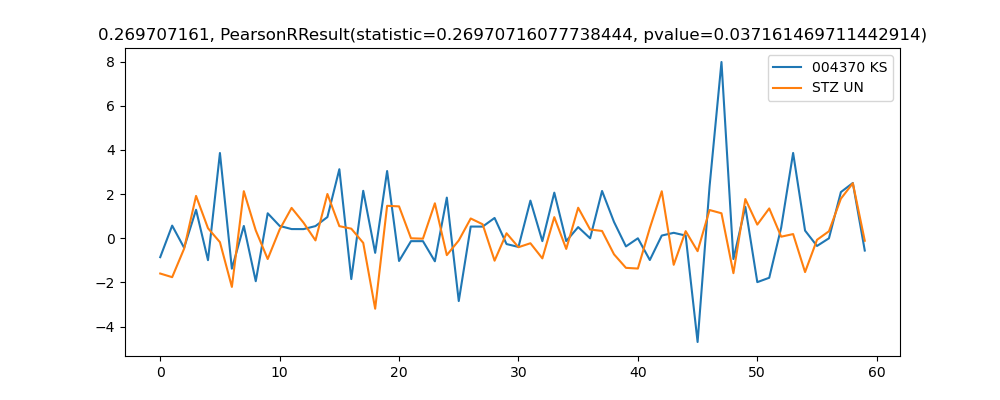 0.269707161, PearsonRResult(statistic=0.26970716077738444, pvalue=0.037161469711442914)
004370 KS
STZ UN
8
6
4
2
0
−2
−4
0 10 20 30 40 50 60